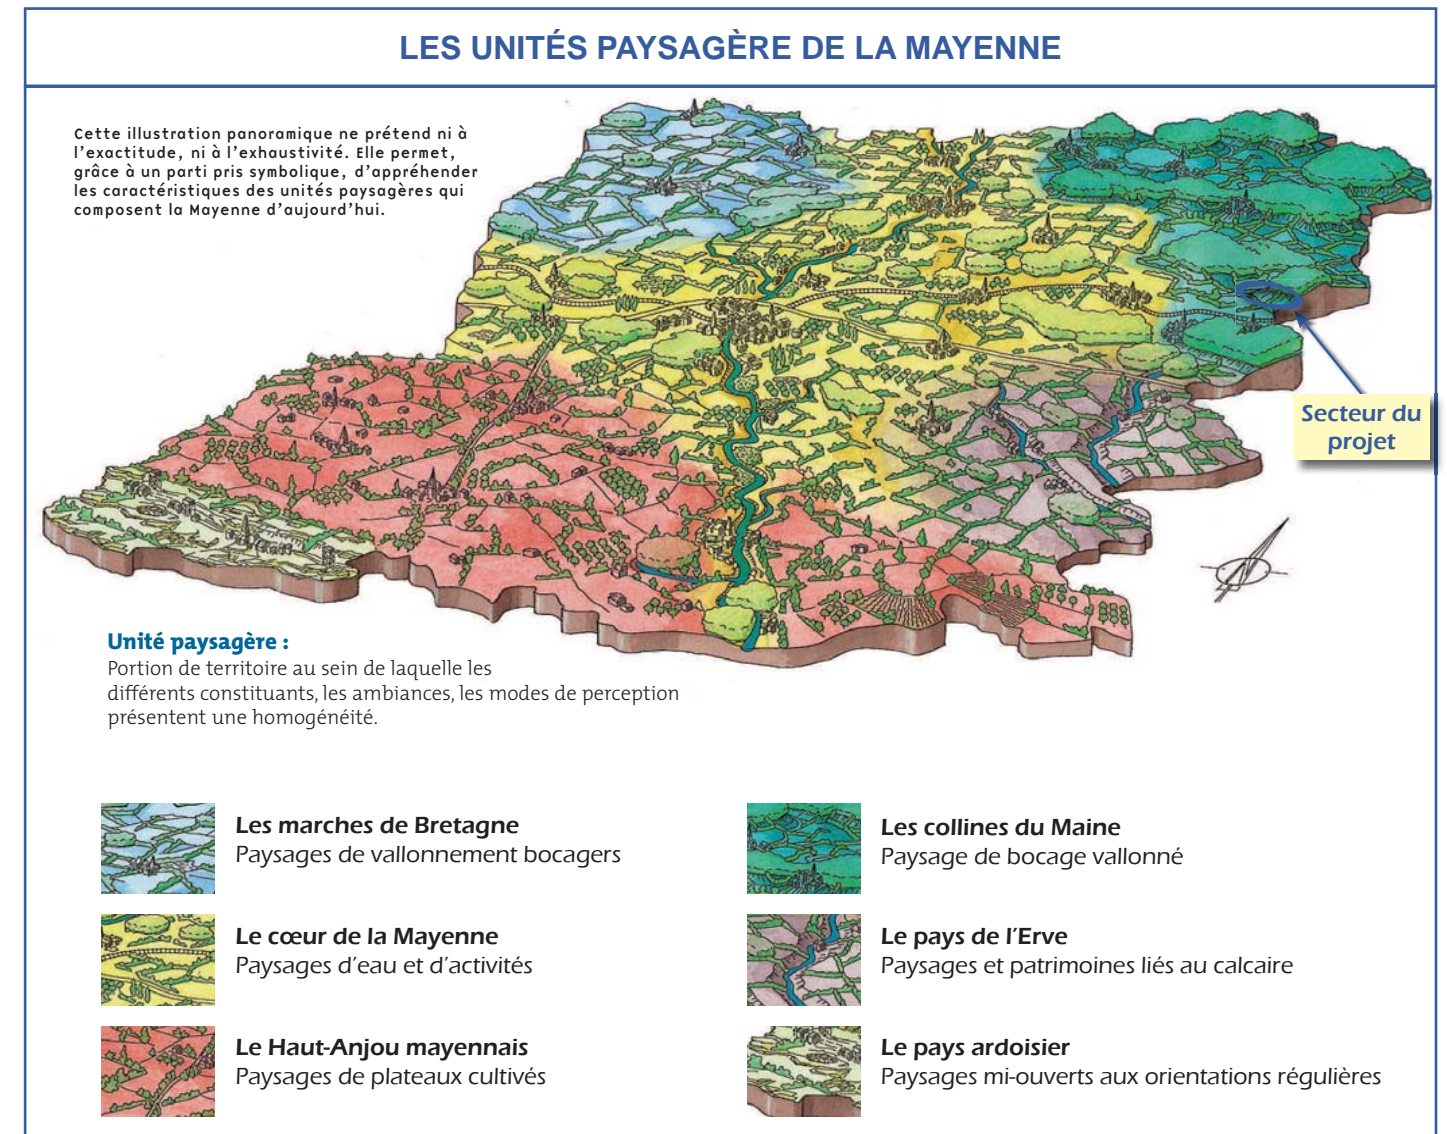 LES UNITÉS PAYSAGÈRE DE LA MAYENNE
Cette illustration panoramique ne prétend ni à
l'exactitude, ni à l'exhaustivité. Elle permet,
grâce à un parti pris symbolique, d'appréhender
les caractéristiques des unités paysagères qui
composent la Mayenne d'aujourd'hui.
Secteur du
projet
Unité paysagère :
Portion de territoire au sein de laquelle les
différents constituants, les ambiances, les modes de perception
présentent une homogénéité.
Les marches de Bretagne
Paysages de vallonnement bocagers
Le cœur de la Mayenne
Paysages d'eau et d'activités
Le Haut-Anjou mayennais
Paysages de plateaux cultivés
Les collines du Maine
Paysage de bocage vallonné
Le pays de l'Erve
Paysages et patrimoines liés au calcaire
Le pays ardoisier
Paysages mi-ouverts aux orientations régulières